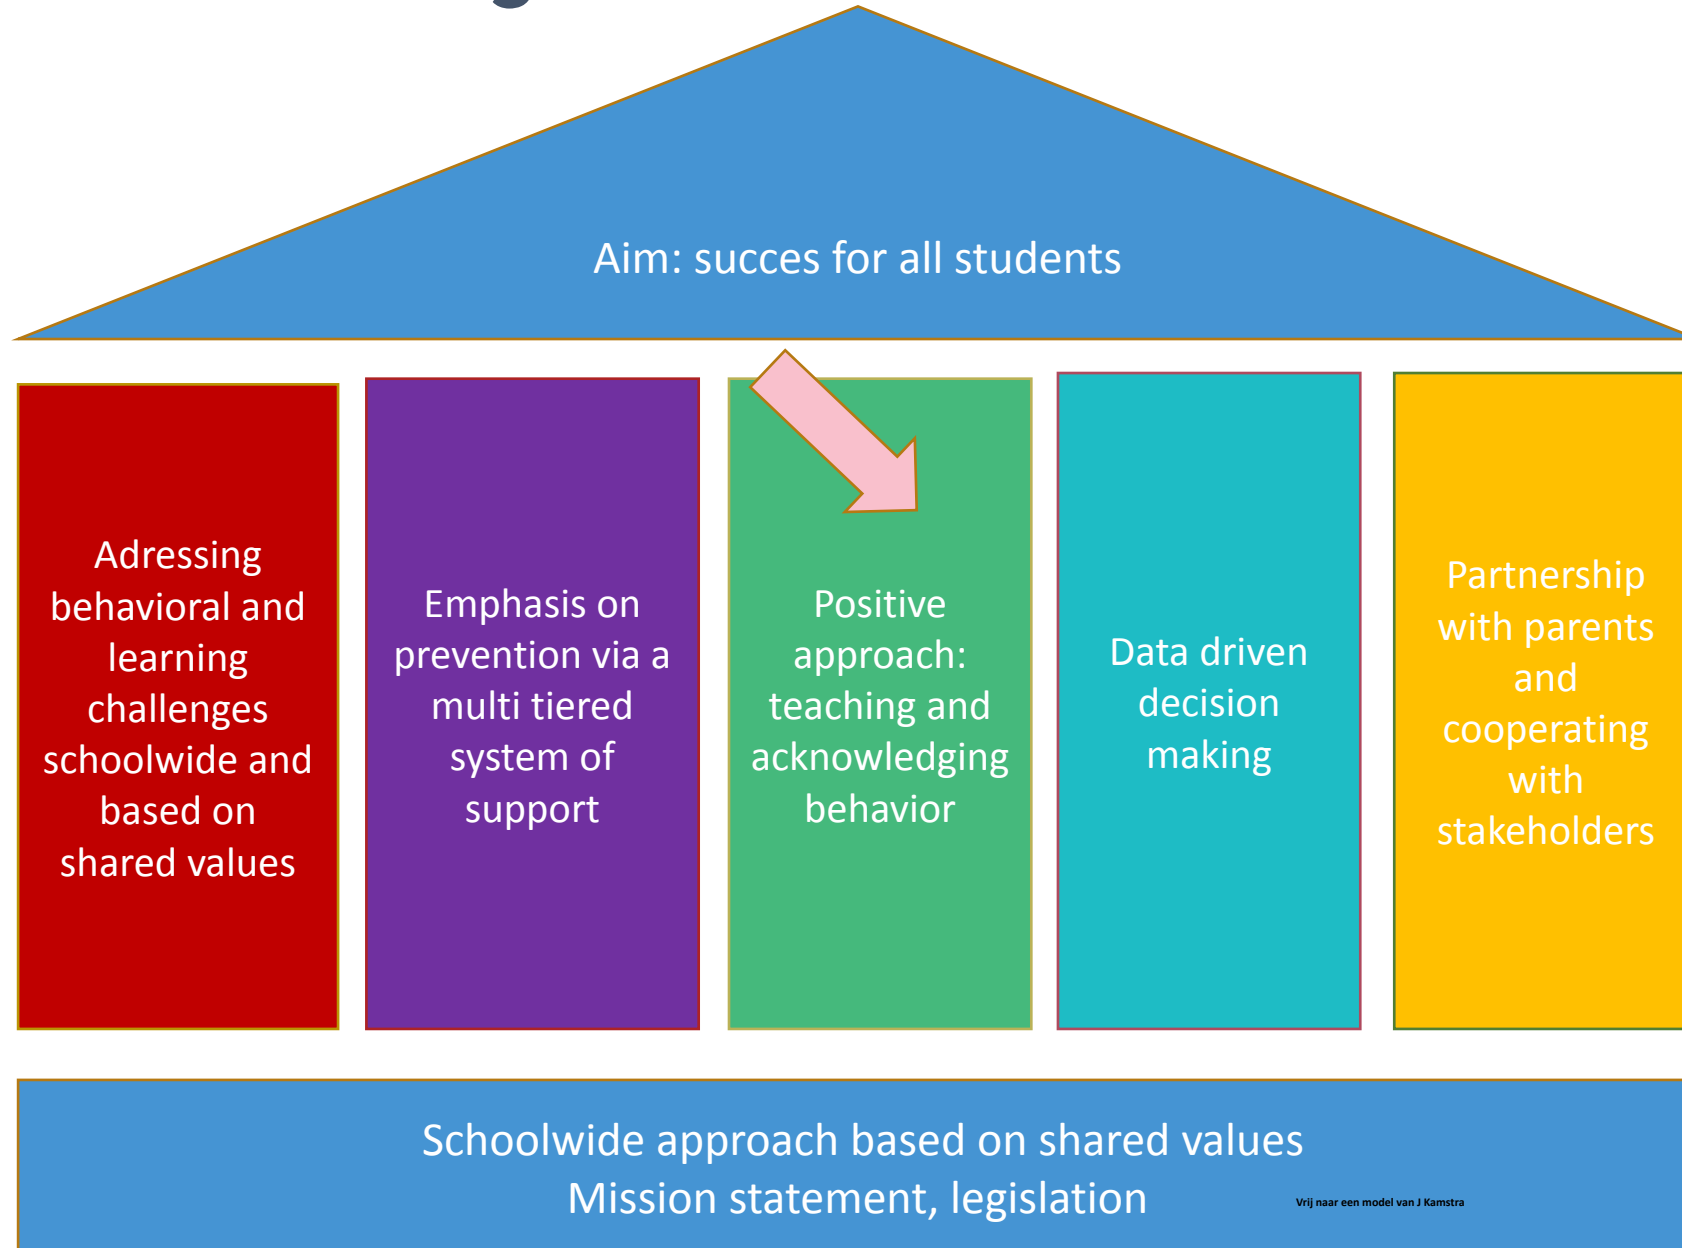 Aim: succes for all students
Adressing
behavioral and
learning
challenges
schoolwide and
based on
shared values
Emphasis on
prevention via a
multi tiered
system of
support
Positive
approach:
teaching and
acknowledging
behavior
Data driven
decision
making
Partnership
with parents
and
cooperating
with
stakeholders
Schoolwide approach based on shared values
Mission statement, legislation
Vrij naar een model van J Kamstra